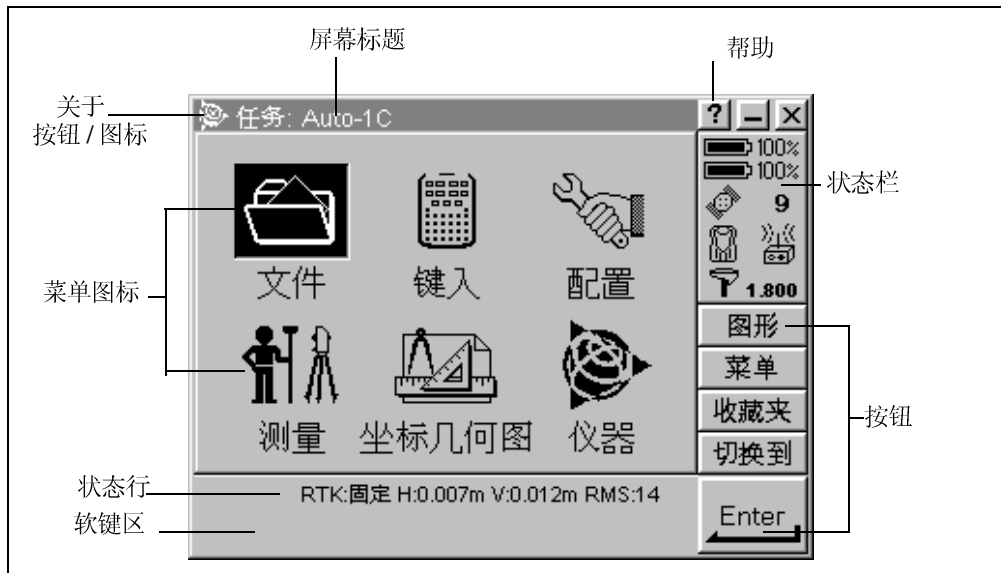 屏幕标题
帮助
关于
按钮 / 图标
任务: Auto-1C
?
100%
100%
状态栏
9
1.800
文件
键入
配置
菜单图标
测量
坐标几何图
仪器
图形
菜单
收藏夹
切换到
按钮
状态行
RTK:固定 H:0.007m V:0.012m RMS:14
软键区
Enter